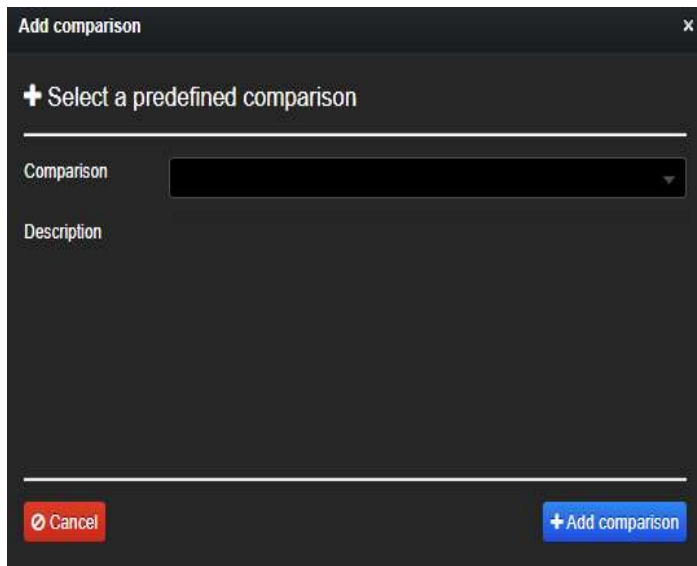 Add comparison x
Select a predefined comparison
Comparison
Description
Cancel
Add comparison